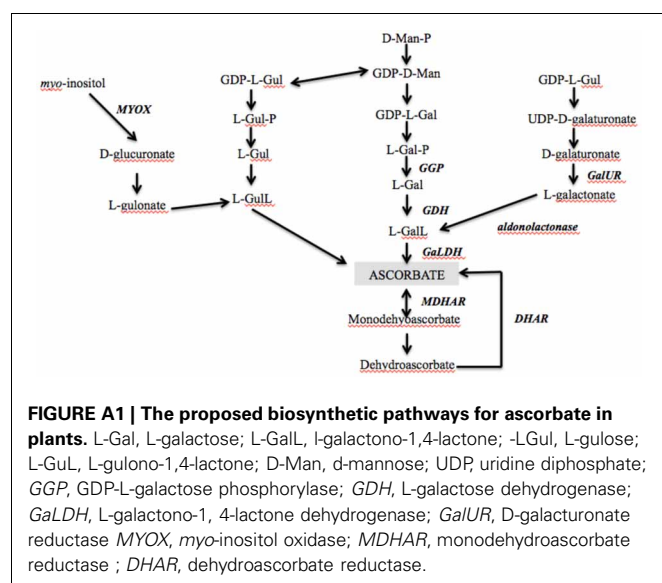 D-Man-P
myo-inositol GDP-L-Gul GDP-D-Man GDP-L-Gul
MYOX L-Gul-P GDP-L-Gal UDP-D-galaturonate
D-glucuronate L-Gul L-Gal-P D-galaturonate
GGP GalUR
L-Gal
L-gulonate L-GulL GDH L-galactonate
L-GalL aldonolactonase
GaLDH
ASCORBATE
MDHAR
Monodehyoascorbate DHAR
Dehydroascorbate
FIGURE A1 | The proposed biosynthetic pathways for ascorbate in
plants. L-Gal, L-galactose; L-GalL, l-galactono-1,4-lactone; -LGul, L-gulose;
L-GuL, L-gulono-1,4-lactone; D-Man, d-mannose; UDP, uridine diphosphate;
GGP, GDP-L-galactose phosphorylase; GDH, L-galactose dehydrogenase;
GaLDH, L-galactono-1, 4-lactone dehydrogenase; GalUR, D-galacturonate
reductase MYOX, myo-inositol oxidase; MDHAR, monodehydroascorbate
reductase ; DHAR, dehydroascorbate reductase.